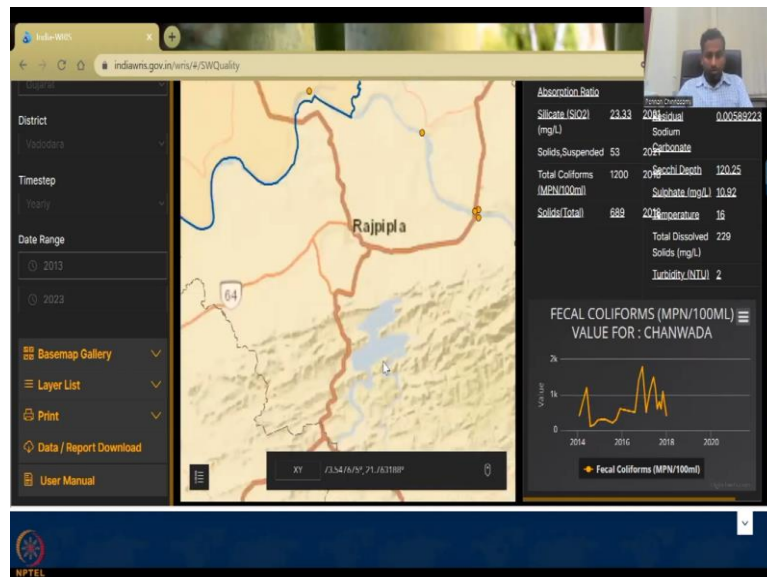 India-WRIS
indiawris.gov.in/wris/#/SWQuality
Gujarat
District
Vadodara
Timestep
Yearly
Date Range
2013
2023
Basemap Gallery
Layer List
Print
Data / Report Download
User Manual
Rajpipla
64
XY
Absorption Ratio
Silicate (SIO2) 23.33
(mg/L)
Solids,Suspended 53
Total Coliforms 1200
(MPN/100ml)
Solids(Total) 689
Residual 0.00589223
Sodium
Carbonate
Secchi Depth 120.25
Sulphate (mg/L) 10.92
Temperature 16
Total Dissolved 229
Solids (mg/L)
Turbidity (NTU) 2
FECAL COLIFORMS (MPN/100ML)
VALUE FOR : CHANWADA
Value
2k
1k
0
2014 2016 2018 2020
Fecal Coliforms (MPN/100ml)
NPTEL